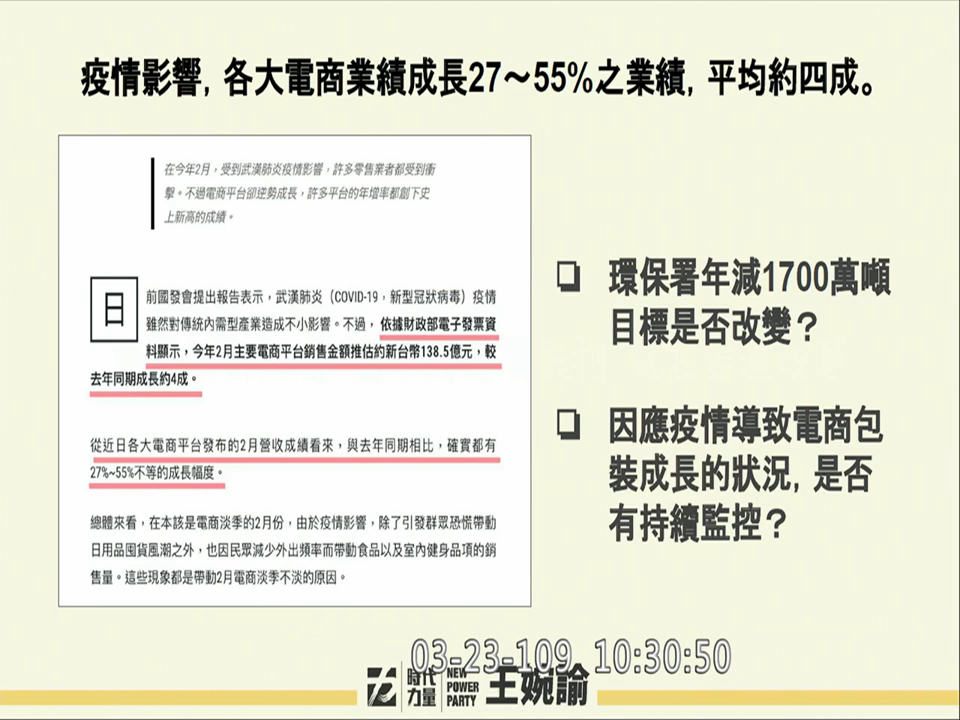 疫情影響,各大電商業績成長27～55%之業績,平均約四成。
在今年2月，受到武漢肺炎疫情影響，許多零售業者都受到衝
擊。不過電商平台卻逆勢成長，許多平台的年增率都創下史
上新高的成績。
日前國發會提出報告表示，武漢肺炎（COVID-19，新型冠狀病毒）疫情
雖然對傳統內需型產業造成不小影響。不過，依據財政部電子發票資
料顯示，今年2月主要電商平台銷售金額推估約新台幣138.5億元，較
去年同期成長約4成。
從近日各大電商平台發布的2月營收成績看來，與去年同期相比，確實都有
27%~55%不等的成長幅度。
總體來看，在本該是電商淡季的2月份，由於疫情影響，除了引發群眾恐慌帶動
日用品囤貨風潮之外，也因民眾減少外出頻率而帶動食品以及室內健身品項的銷
售量。這些現象都是帶動2月電商淡季不淡的原因。
環保署年減1700萬噸
目標是否改變？
因應疫情導致電商包
裝成長的狀況,是否
有持續監控？
03-23-109 10:30:50
時代
力量
NEW
POWER
PARTY
王婉諭